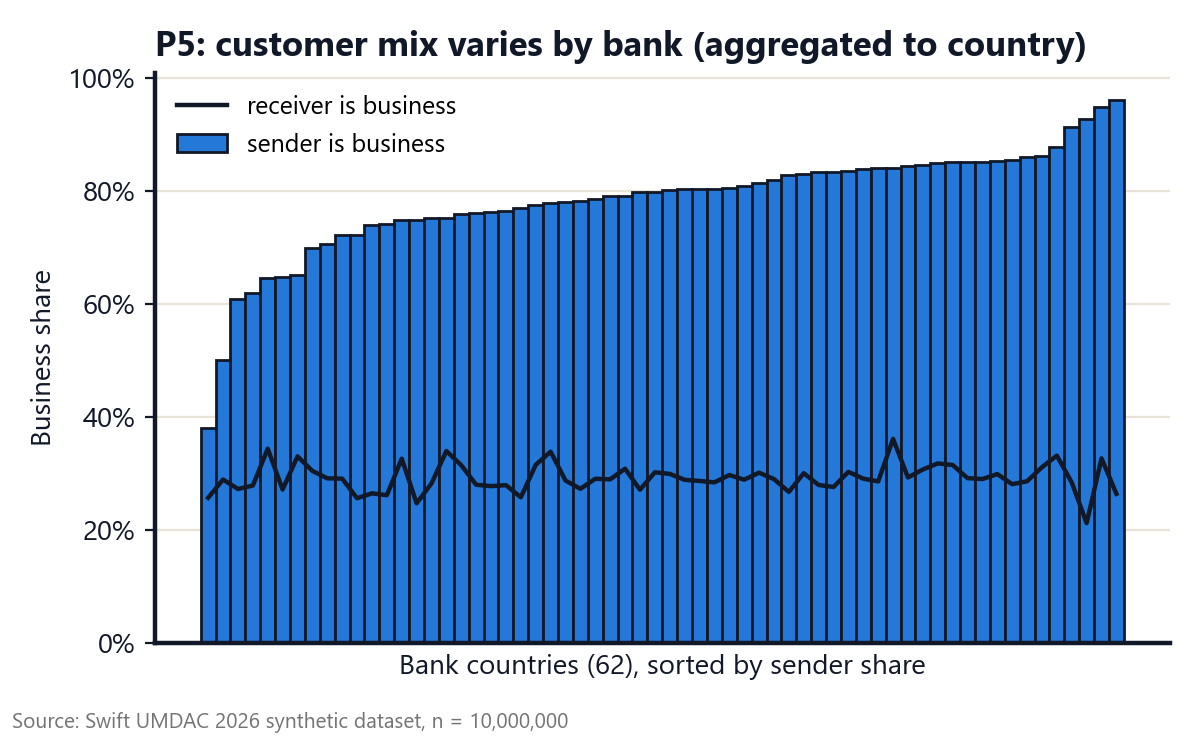 P5: customer mix varies by bank (aggregated to country)
100%
80%
60%
40%
20%
0%
Business share
receiver is business
sender is business
Bank countries (62), sorted by sender share
Source: Swift UMDAC 2026 synthetic dataset, n = 10,000,000